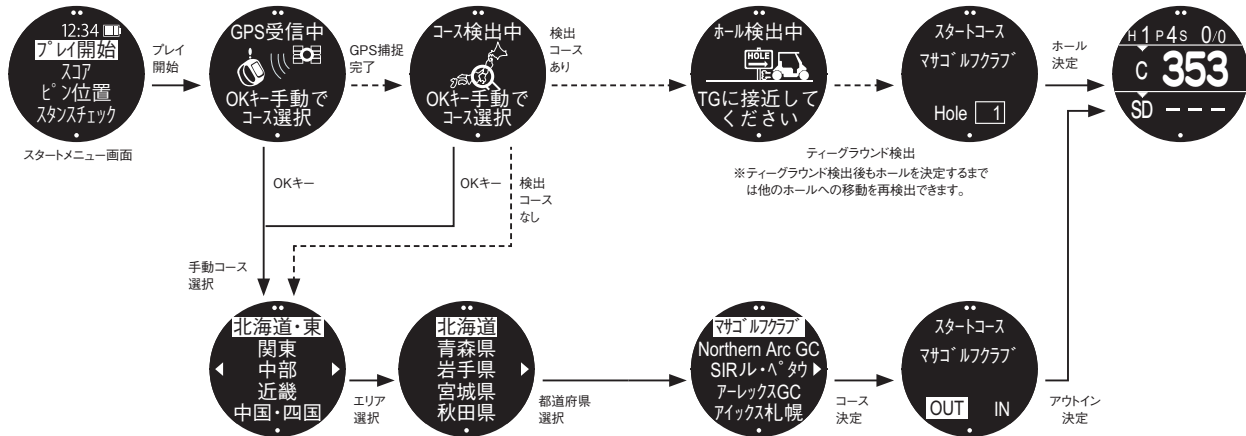 12:34
プレイ開始
スコア
ピン位置
スタンスチェック
スタートメニュー画面
プレイ
開始
GPS受信中
OKキー手動で
コース選択
GPS捕捉
完了
コース検出中
OKキー手動で
コース選択
検出
コース
あり
ホール検出中
HOLE
TGに接近して
ください
ティーグラウンド検出
※ティーグラウンド検出後もホールを決定するまで
は他のホールへの移動を再検出できます。
スタートコース
マサゴルフクラブ
Hole 1
ホール
決定
H1P4S 0/0
C 353
SD ---
OKキー
OKキー
検出
コース
なし
手動コース
選択
北海道・東
関東
中部
近畿
中国・四国
エリア
選択
北海道
青森県
岩手県
宮城県
秋田県
都道府県
選択
マサゴルフクラブ
Northern Arc GC
SIRル・ペタウ
アーレックスGC
アイックス札幌
コース
決定
スタートコース
マサゴルフクラブ
OUT IN
アウトイン
決定